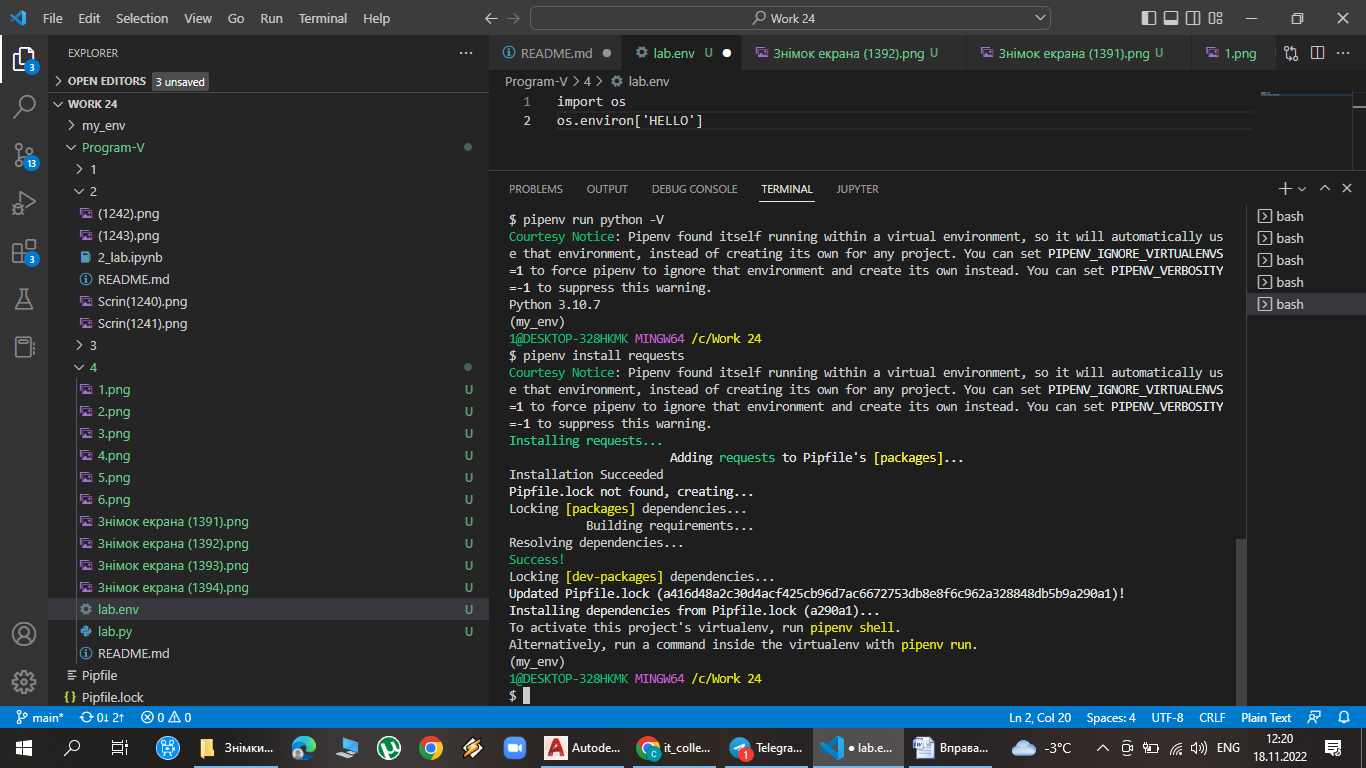 File Edit Selection View Go Run Terminal Help
Work 24
EXPLORER
OPEN EDITORS 3 unsaved
WORK 24
my_env
Program-V
1
2
(1242).png
(1243).png
2_lab.ipynb
README.md
Scrin(1240).png
Scrin(1241).png
3
4
1.png U
2.png U
3.png U
4.png U
5.png U
6.png U
Знімок екрана (1391).png U
Знімок екрана (1392).png U
Знімок екрана (1393).png U
Знімок екрана (1394).png U
lab.env U
lab.py U
README.md
Pipfile
Pipfile.lock
3
13
3
README.md
lab.env U
Знімок екрана (1392).png U
Знімок екрана (1391).png U
1.png
Program-V > 4 > lab.env
1 import os
2 os.environ['HELLO']
PROBLEMS OUTPUT DEBUG CONSOLE TERMINAL JUPYTER
$ pipenv run python -V
Courtesy Notice: Pipenv found itself running within a virtual environment, so it will automatically us
e that environment, instead of creating its own for any project. You can set PIPENV_IGNORE_VIRTUALENVS
=1 to force pipenv to ignore that environment and create its own instead. You can set PIPENV_VERBOSITY
=-1 to suppress this warning.
Python 3.10.7
(my_env)
1@DESKTOP-328HKMK MINGW64 /c/Work 24
$ pipenv install requests
Courtesy Notice: Pipenv found itself running within a virtual environment, so it will automatically us
e that environment, instead of creating its own for any project. You can set PIPENV_IGNORE_VIRTUALENVS
=1 to force pipenv to ignore that environment and create its own instead. You can set PIPENV_VERBOSITY
=-1 to suppress this warning.
Installing requests...
Adding requests to Pipfile's [packages]...
Installation Succeeded
Pipfile.lock not found, creating...
Locking [packages] dependencies...
Building requirements...
Resolving dependencies...
Success!
Locking [dev-packages] dependencies...
Updated Pipfile.lock (a416d48a2c30d4acf425cb96d7ac6672753db8e8f6c962a328848db5b9a290a1)!
Installing dependencies from Pipfile.lock (a290a1)...
To activate this project's virtualenv, run pipenv shell.
Alternatively, run a command inside the virtualenv with pipenv run.
(my_env)
1@DESKTOP-328HKMK MINGW64 /c/Work 24
$
bash
bash
bash
bash
bash
main* 0↓ 2↑ 0 0
Ln 2, Col 20 Spaces: 4 UTF-8 CRLF Plain Text
Знімки...
Autode...
it_colle...
Telegra...
1
● lab.e...
Вправа...
-3°C
ENG
12:20
18.11.2022